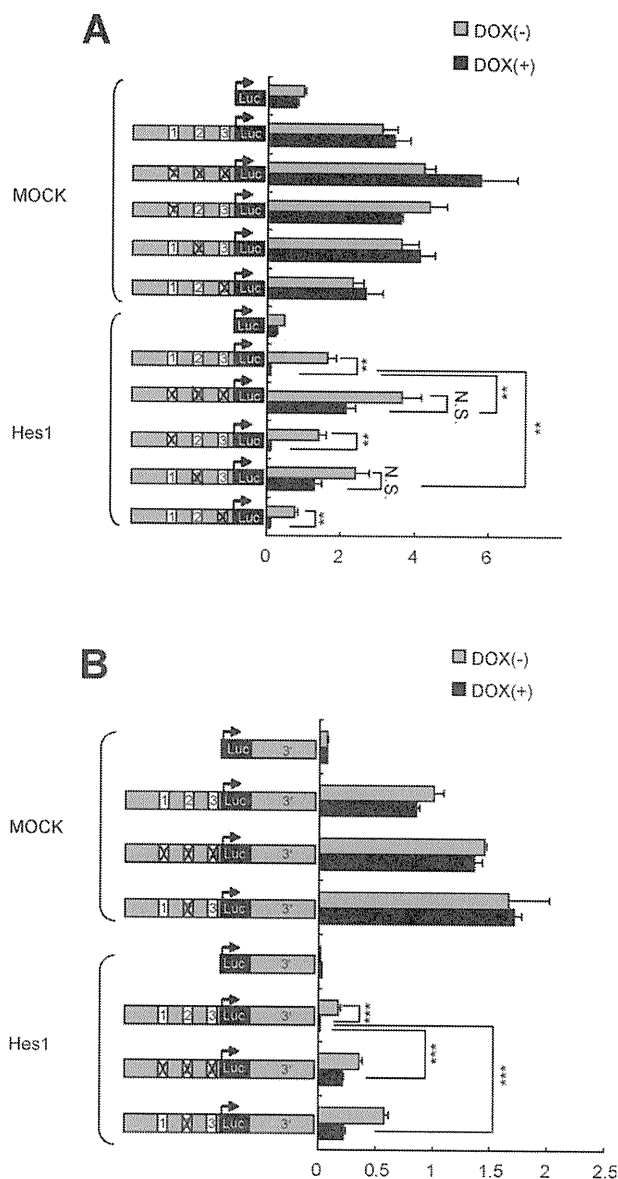 A
DOX(-)
DOX(+)
Luc
1 2 3 Luc
Luc
2 3 Luc
1 3 Luc
1 2 Luc
MOCK
Luc
1 2 3 Luc
**
Luc
N.S.
**
2 3 Luc
**
**
1 3 Luc
N.S.
1 2 Luc
**
Hes1
0 2 4 6
B
DOX(-)
DOX(+)
Luc 3'
1 2 3 Luc 3'
Luc 3'
1 3 Luc 3'
MOCK
Luc 3'
1 2 3 Luc 3'
***
Luc 3'
***
***
1 3 Luc 3'
Hes1
0 0.5 1 1.5 2 2.5